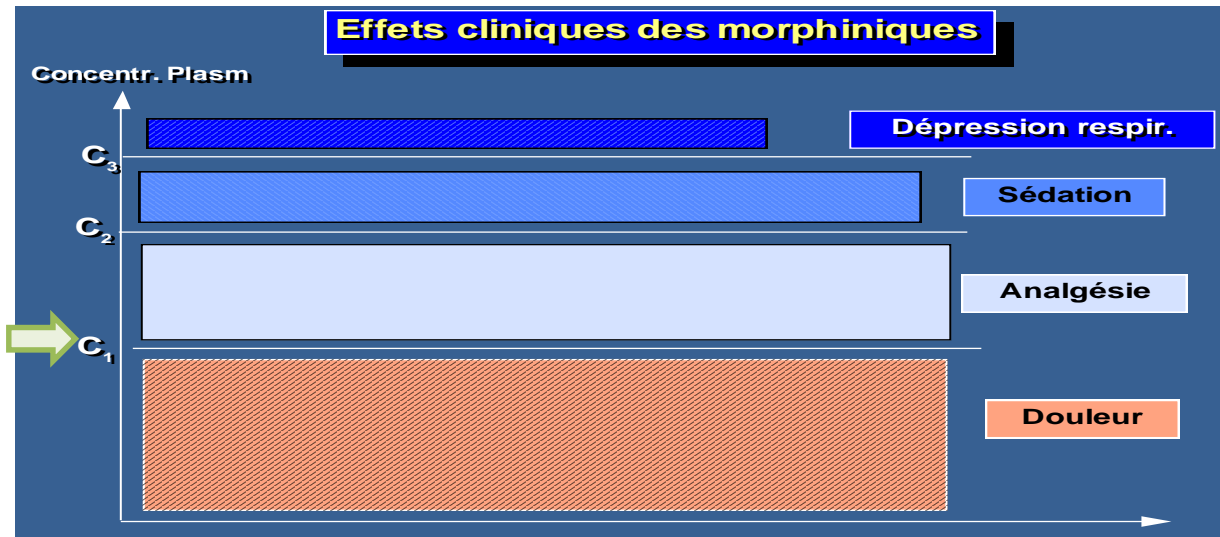 Effets cliniques des morphiniques
Concentr. Plasm
Dépression respir.
C3
Sédation
C2
Analgésie
C1
Douleur